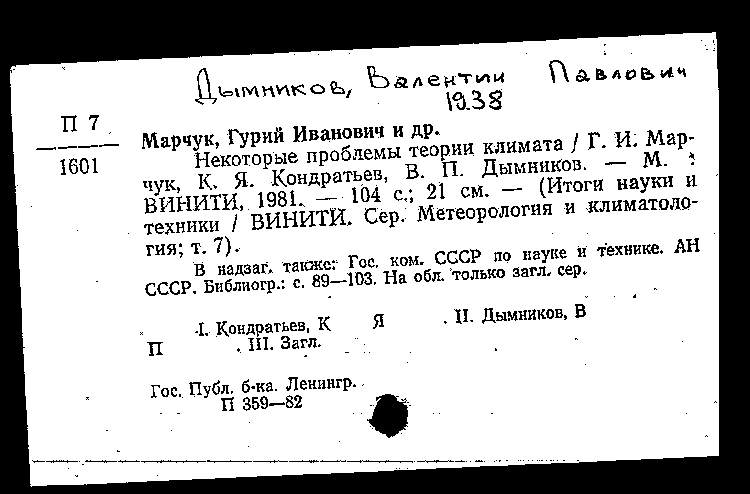 Дымников, Валентин Павлович
1938
П 7
1601
Марчук, Гурий Иванович и др.
Некоторые проблемы теории климата / Г. И. Мар-
чук, К. Я. Кондратьев, В. П. Дымников. — М. :
ВИНИТИ, 1981. — 104 с.; 21 см. — (Итоги науки и
техники / ВИНИТИ. Сер. Метеорология и климатоло-
гия; т. 7).
В надзаг. также: Гос. ком. СССР по науке и технике. АН
СССР. Библиогр.: с. 89—103. На обл. только загл. сер.
I. Кондратьев, К Я . II. Дымников, В
П . III. Загл.
Гос. Публ. б-ка. Ленингр.
П 359—82